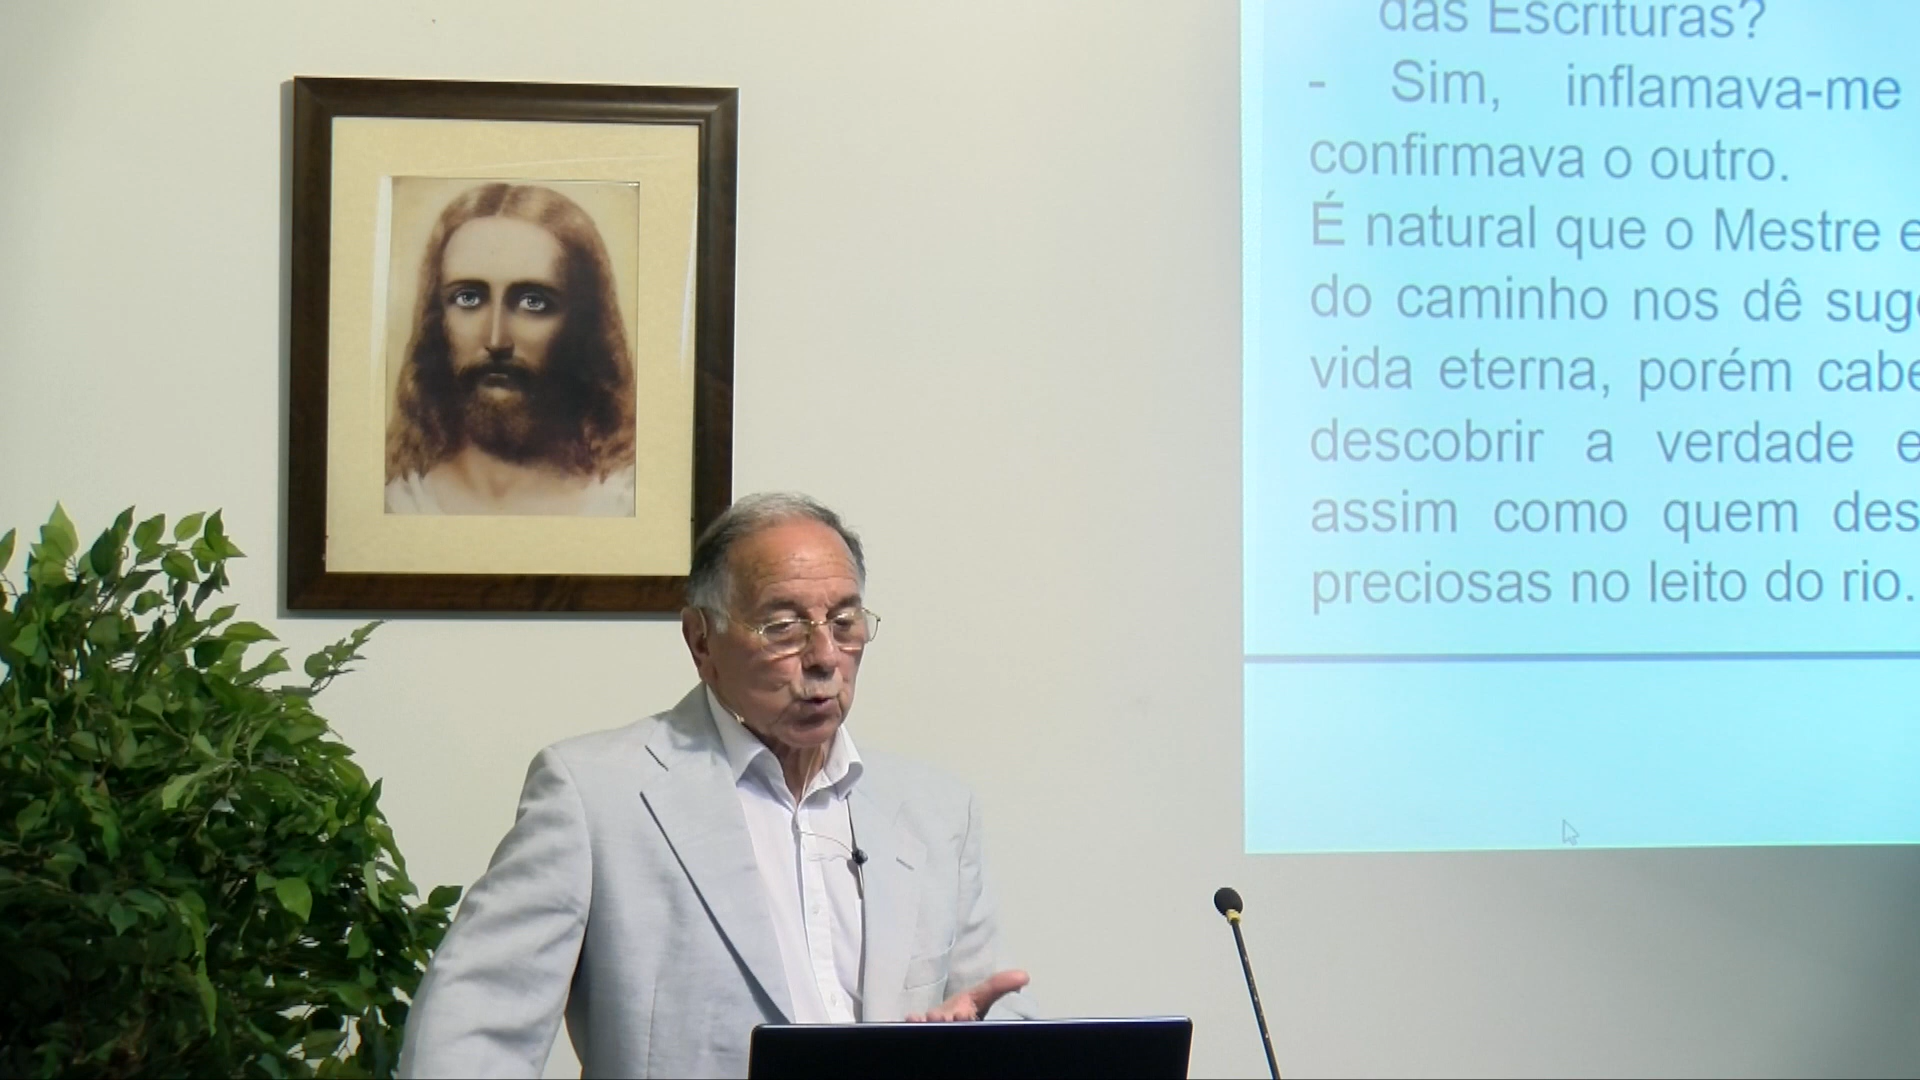 das Escrituras?
- Sim, inflamava-me
confirmava o outro.
É natural que o Mestre
do caminho nos dê
vida eterna, porém
descobrir a verdade
assim como quem
preciosas no leito do rio.